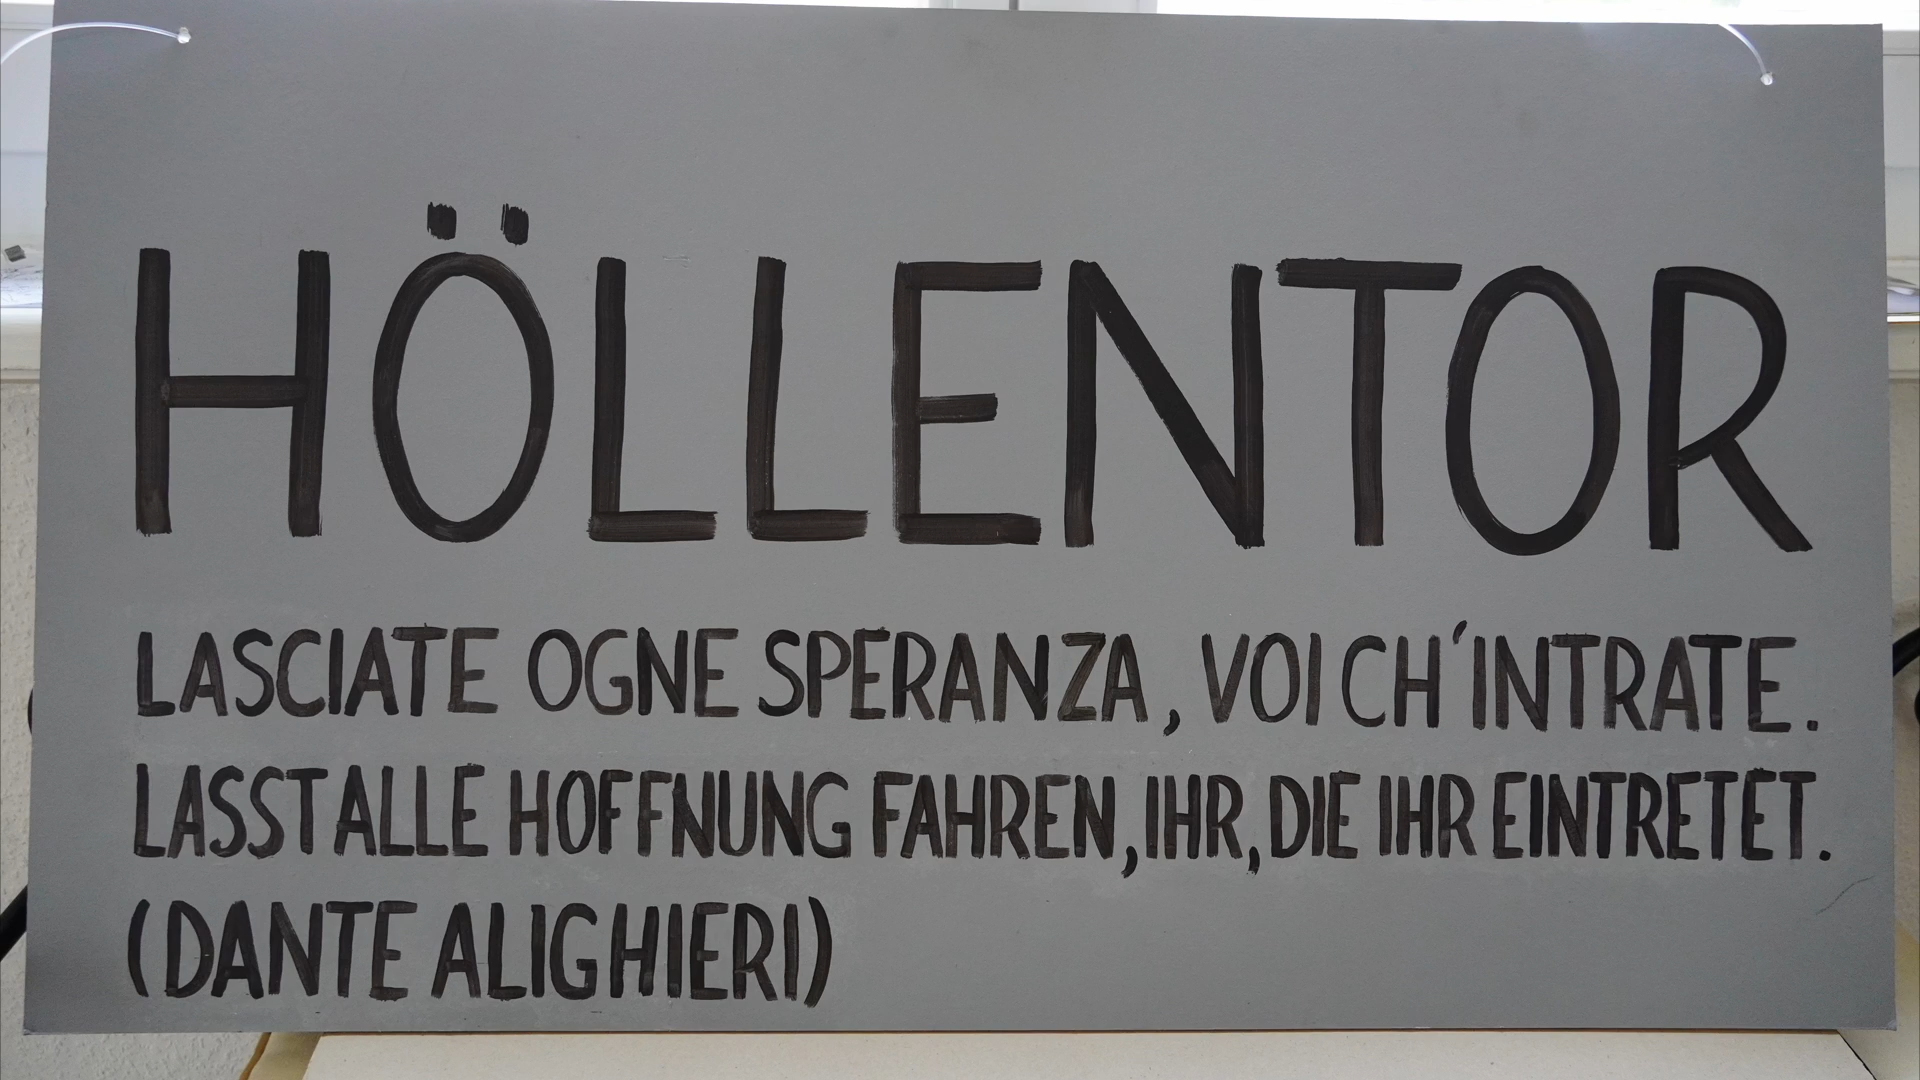 HÖLLENTOR
LASCIATE OGNE SPERANZA, VOI CH'INTRATE.
LASST ALLE HOFFNUNG FAHREN, IHR, DIE IHR EINTRETET.
(DANTE ALIGHIERI)